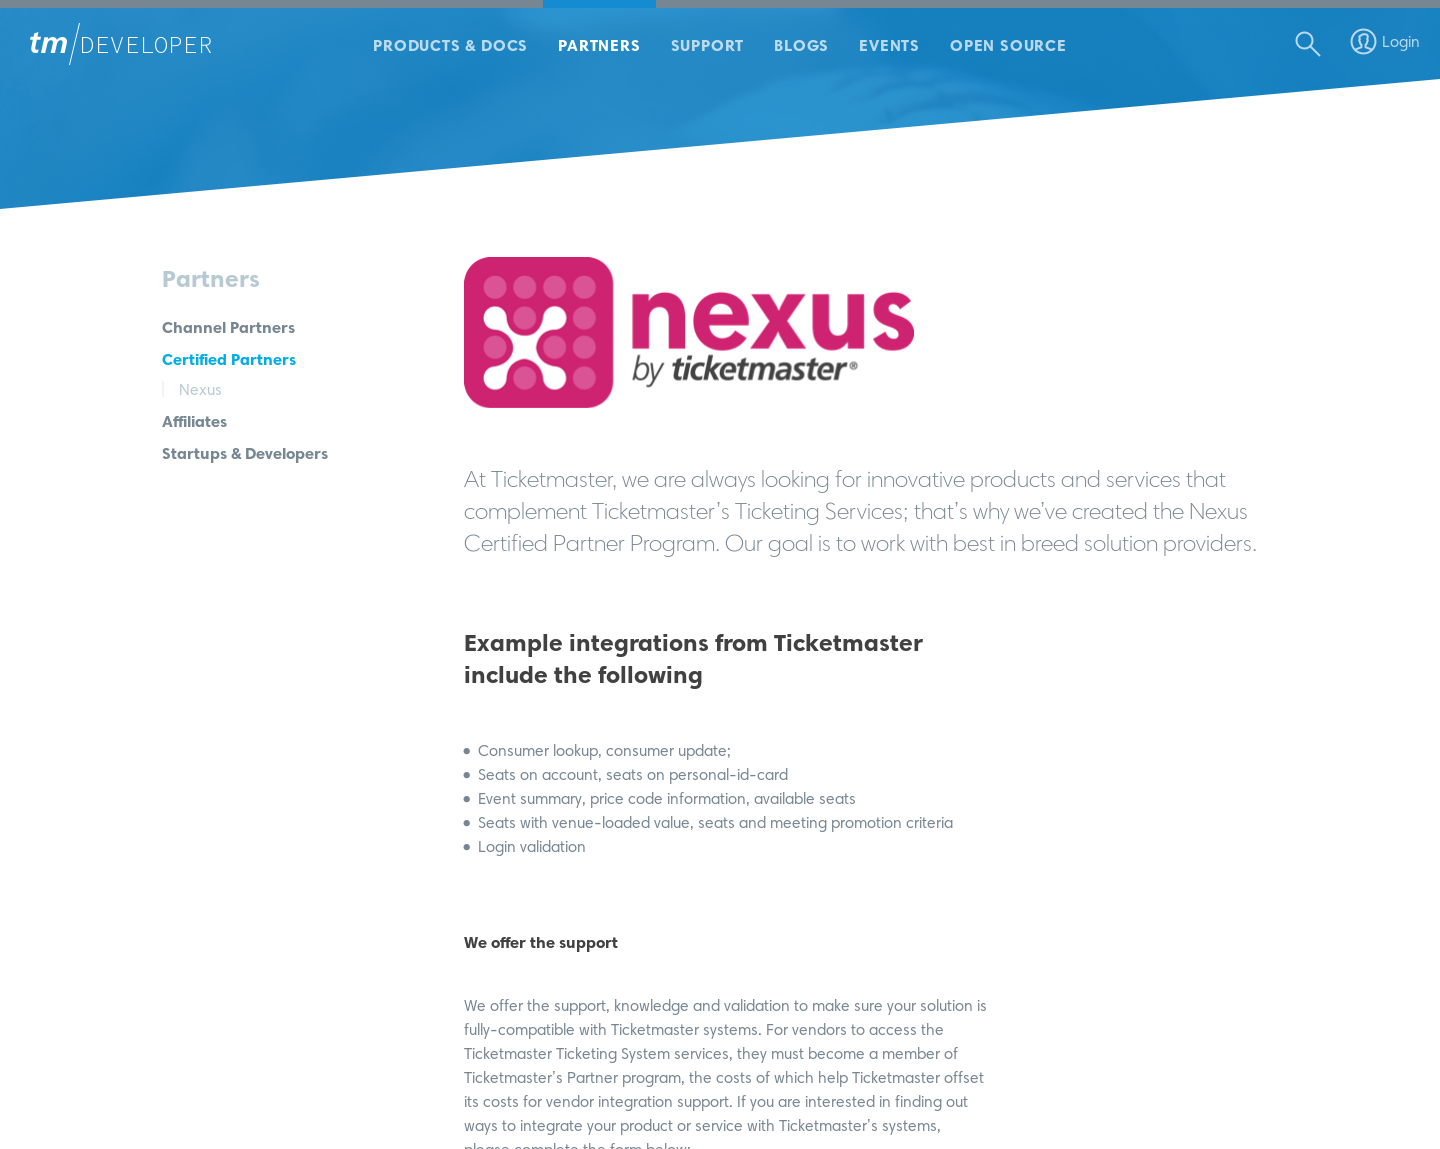 tm/DEVELOPER
PRODUCTS & DOCS
PARTNERS
SUPPORT
BLOGS
EVENTS
OPEN SOURCE
Login
Partners
Channel Partners
Certified Partners
Nexus
Affiliates
Startups & Developers
nexus
by ticketmaster®
At Ticketmaster, we are always looking for innovative products and services that
complement Ticketmaster's Ticketing Services; that's why we've created the Nexus
Certified Partner Program. Our goal is to work with best in breed solution providers.
Example integrations from Ticketmaster
include the following
Consumer lookup, consumer update;
Seats on account, seats on personal-id-card
Event summary, price code information, available seats
Seats with venue-loaded value, seats and meeting promotion criteria
Login validation
We offer the support
We offer the support, knowledge and validation to make sure your solution is
fully-compatible with Ticketmaster systems. For vendors to access the
Ticketmaster Ticketing System services, they must become a member of
Ticketmaster's Partner program, the costs of which help Ticketmaster offset
its costs for vendor integration support. If you are interested in finding out
ways to integrate your product or service with Ticketmaster's systems,
please complete the form below: